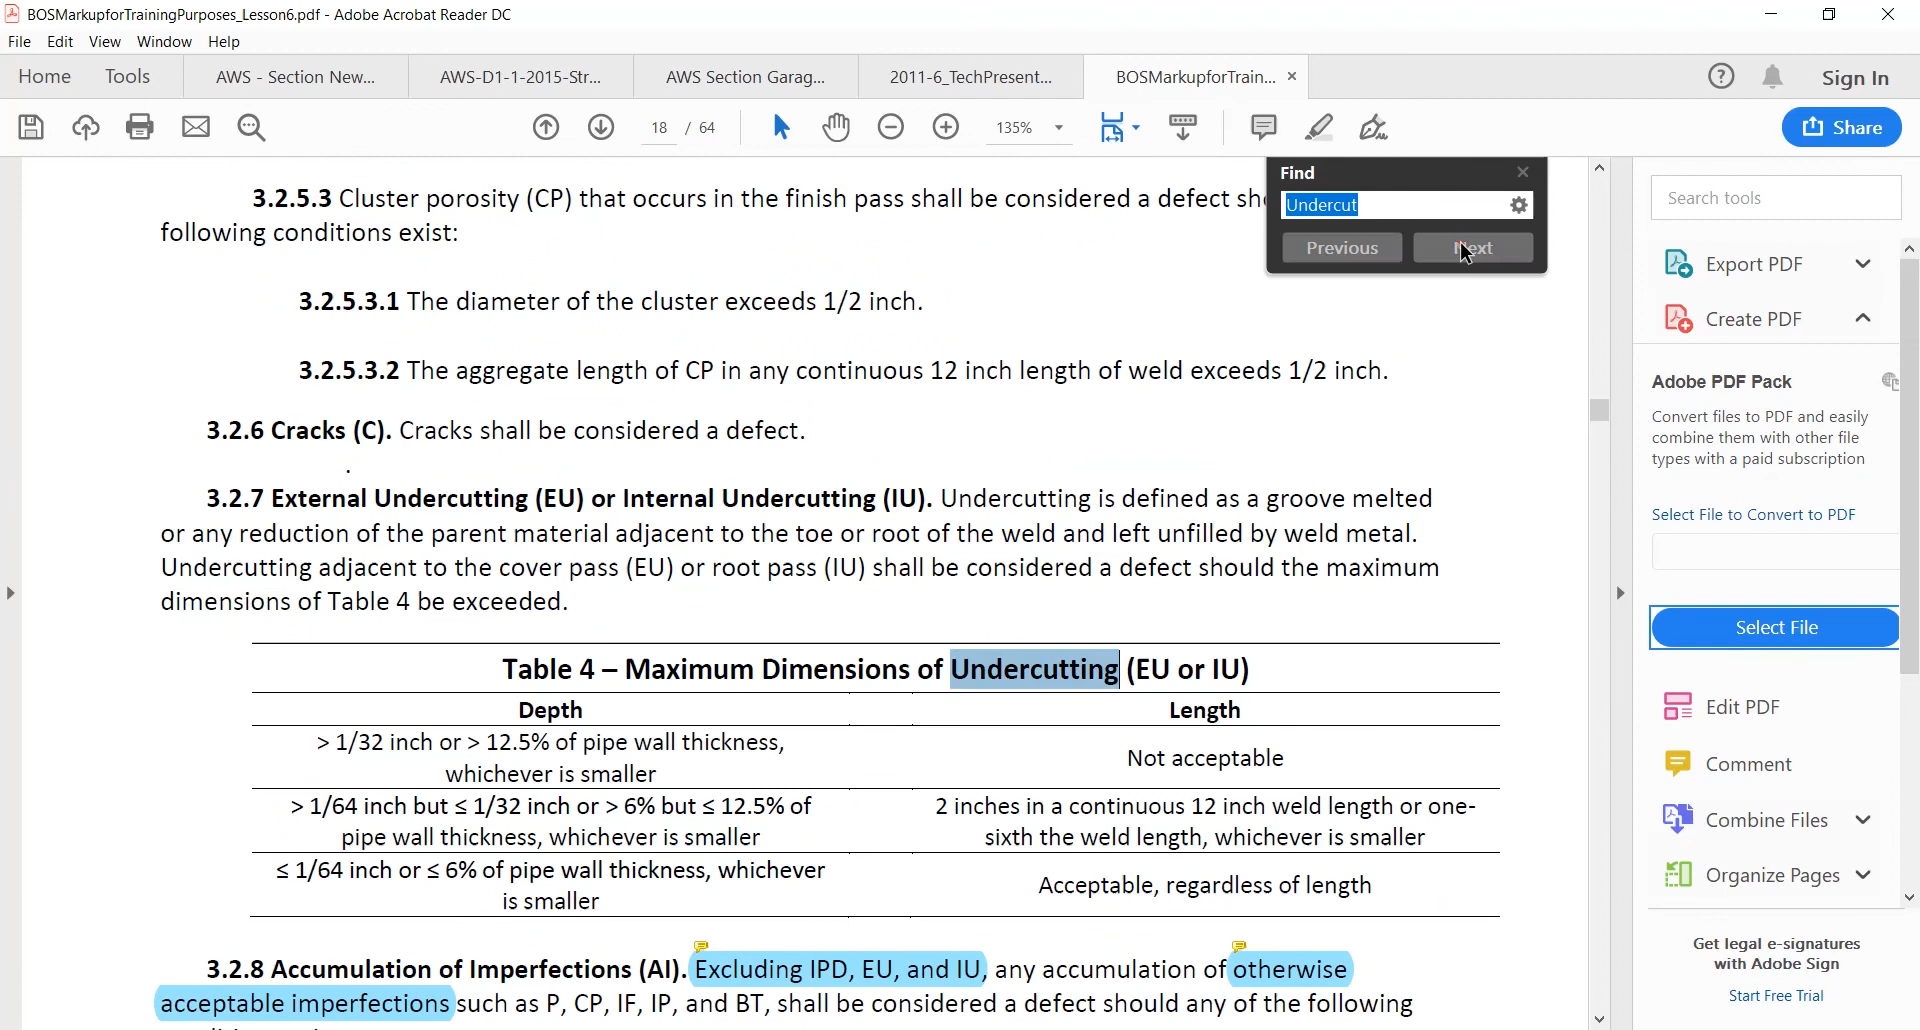 BOSMarkupforTrainingPurposes_Lesson6.pdf - Adobe Acrobat Reader DC
File Edit View Window Help
Home Tools AWS - Section New... AWS-D1-1-2015-Str... AWS Section Garag... 2011-6_TechPresent... BOSMarkupforTrain... × Sign In
18 / 64 135% Share
Find
Undercut
Previous Next
3.2.5.3 Cluster porosity (CP) that occurs in the finish pass shall be considered a defect
following conditions exist:
3.2.5.3.1 The diameter of the cluster exceeds 1/2 inch.
3.2.5.3.2 The aggregate length of CP in any continuous 12 inch length of weld exceeds 1/2 inch.
3.2.6 Cracks (C). Cracks shall be considered a defect.
.
3.2.7 External Undercutting (EU) or Internal Undercutting (IU). Undercutting is defined as a groove melted
or any reduction of the parent material adjacent to the toe or root of the weld and left unfilled by weld metal.
Undercutting adjacent to the cover pass (EU) or root pass (IU) shall be considered a defect should the maximum
dimensions of Table 4 be exceeded.
Table 4 – Maximum Dimensions of Undercutting (EU or IU)
Depth Length
> 1/32 inch or > 12.5% of pipe wall thickness,
whichever is smaller
Not acceptable
> 1/64 inch but ≤ 1/32 inch or > 6% but ≤ 12.5% of
pipe wall thickness, whichever is smaller
2 inches in a continuous 12 inch weld length or one-
sixth the weld length, whichever is smaller
≤ 1/64 inch or ≤ 6% of pipe wall thickness, whichever
is smaller
Acceptable, regardless of length
3.2.8 Accumulation of Imperfections (AI). Excluding IPD, EU, and IU, any accumulation of otherwise
acceptable imperfections such as P, CP, IF, IP, and BT, shall be considered a defect should any of the following
Search tools
Export PDF
Create PDF
Adobe PDF Pack
Convert files to PDF and easily
combine them with other file
types with a paid subscription
Select File to Convert to PDF
Select File
Edit PDF
Comment
Combine Files
Organize Pages
Get legal e-signatures
with Adobe Sign
Start Free Trial